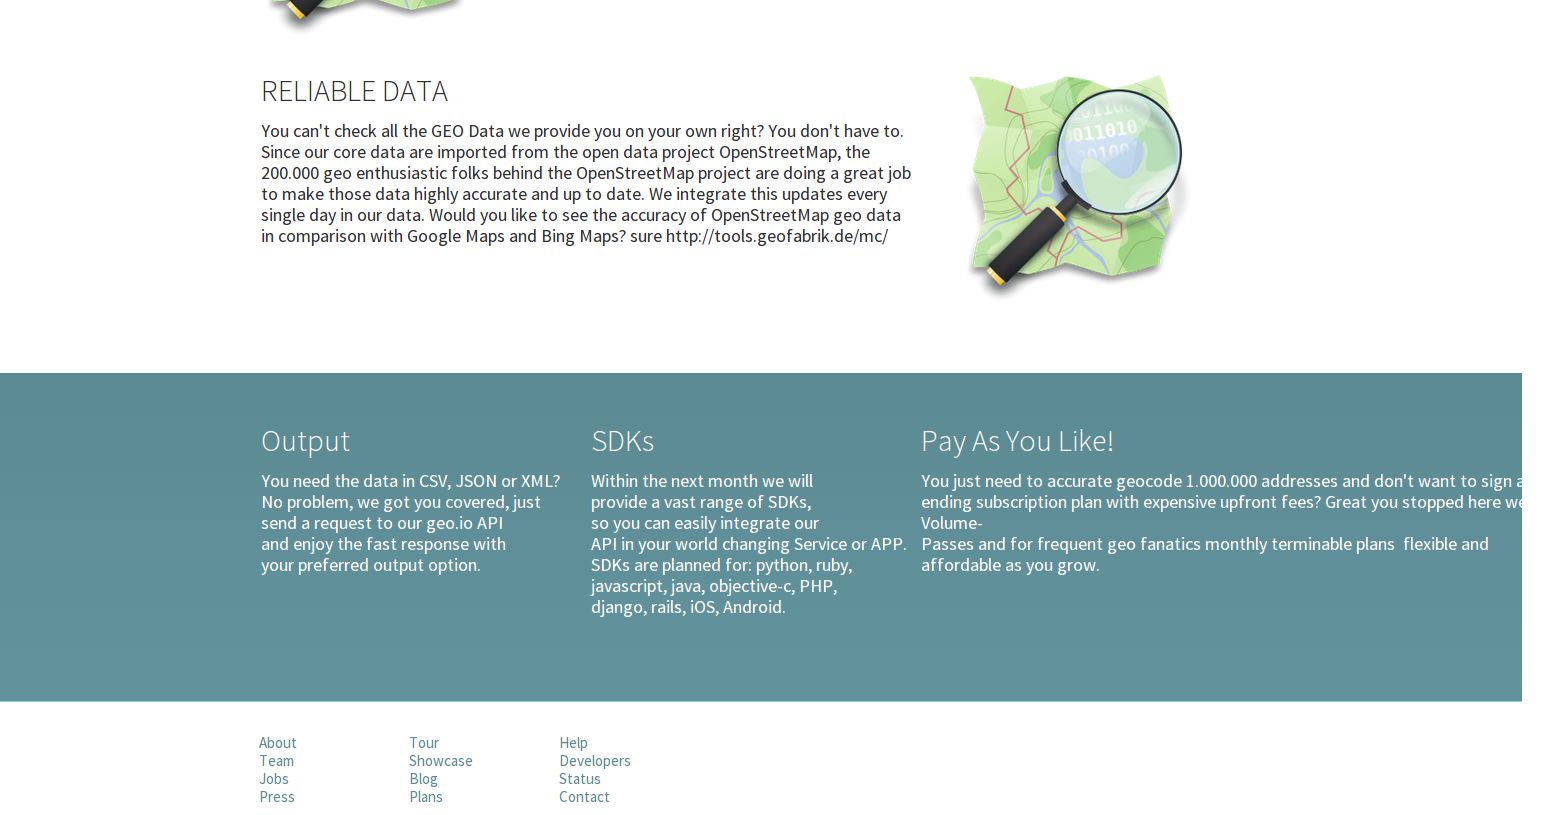 RELIABLE DATA
You can't check all the GEO Data we provide you on your own right? You don't have to.
Since our core data are imported from the open data project OpenStreetMap, the
200.000 geo enthusiastic folks behind the OpenStreetMap project are doing a great job
to make those data highly accurate and up to date. We integrate this updates every
single day in our data. Would you like to see the accuracy of OpenStreetMap geo data
in comparison with Google Maps and Bing Maps? sure http://tools.geofabrik.de/mc/
011010
Output
You need the data in CSV, JSON or XML?
No problem, we got you covered, just
send a request to our geo.io API
and enjoy the fast response with
your preferred output option.
SDKs
Within the next month we will
provide a vast range of SDKs,
so you can easily integrate our
API in your world changing Service or APP.
SDKs are planned for: python, ruby,
javascript, java, objective-c, PHP,
django, rails, iOS, Android.
Pay As You Like!
You just need to accurate geocode 1.000.000 addresses and don't want to sign a
ending subscription plan with expensive upfront fees? Great you stopped here we
Volume-
Passes and for frequent geo fanatics monthly terminable plans  flexible and
affordable as you grow.
About
Team
Jobs
Press
Tour
Showcase
Blog
Plans
Help
Developers
Status
Contact